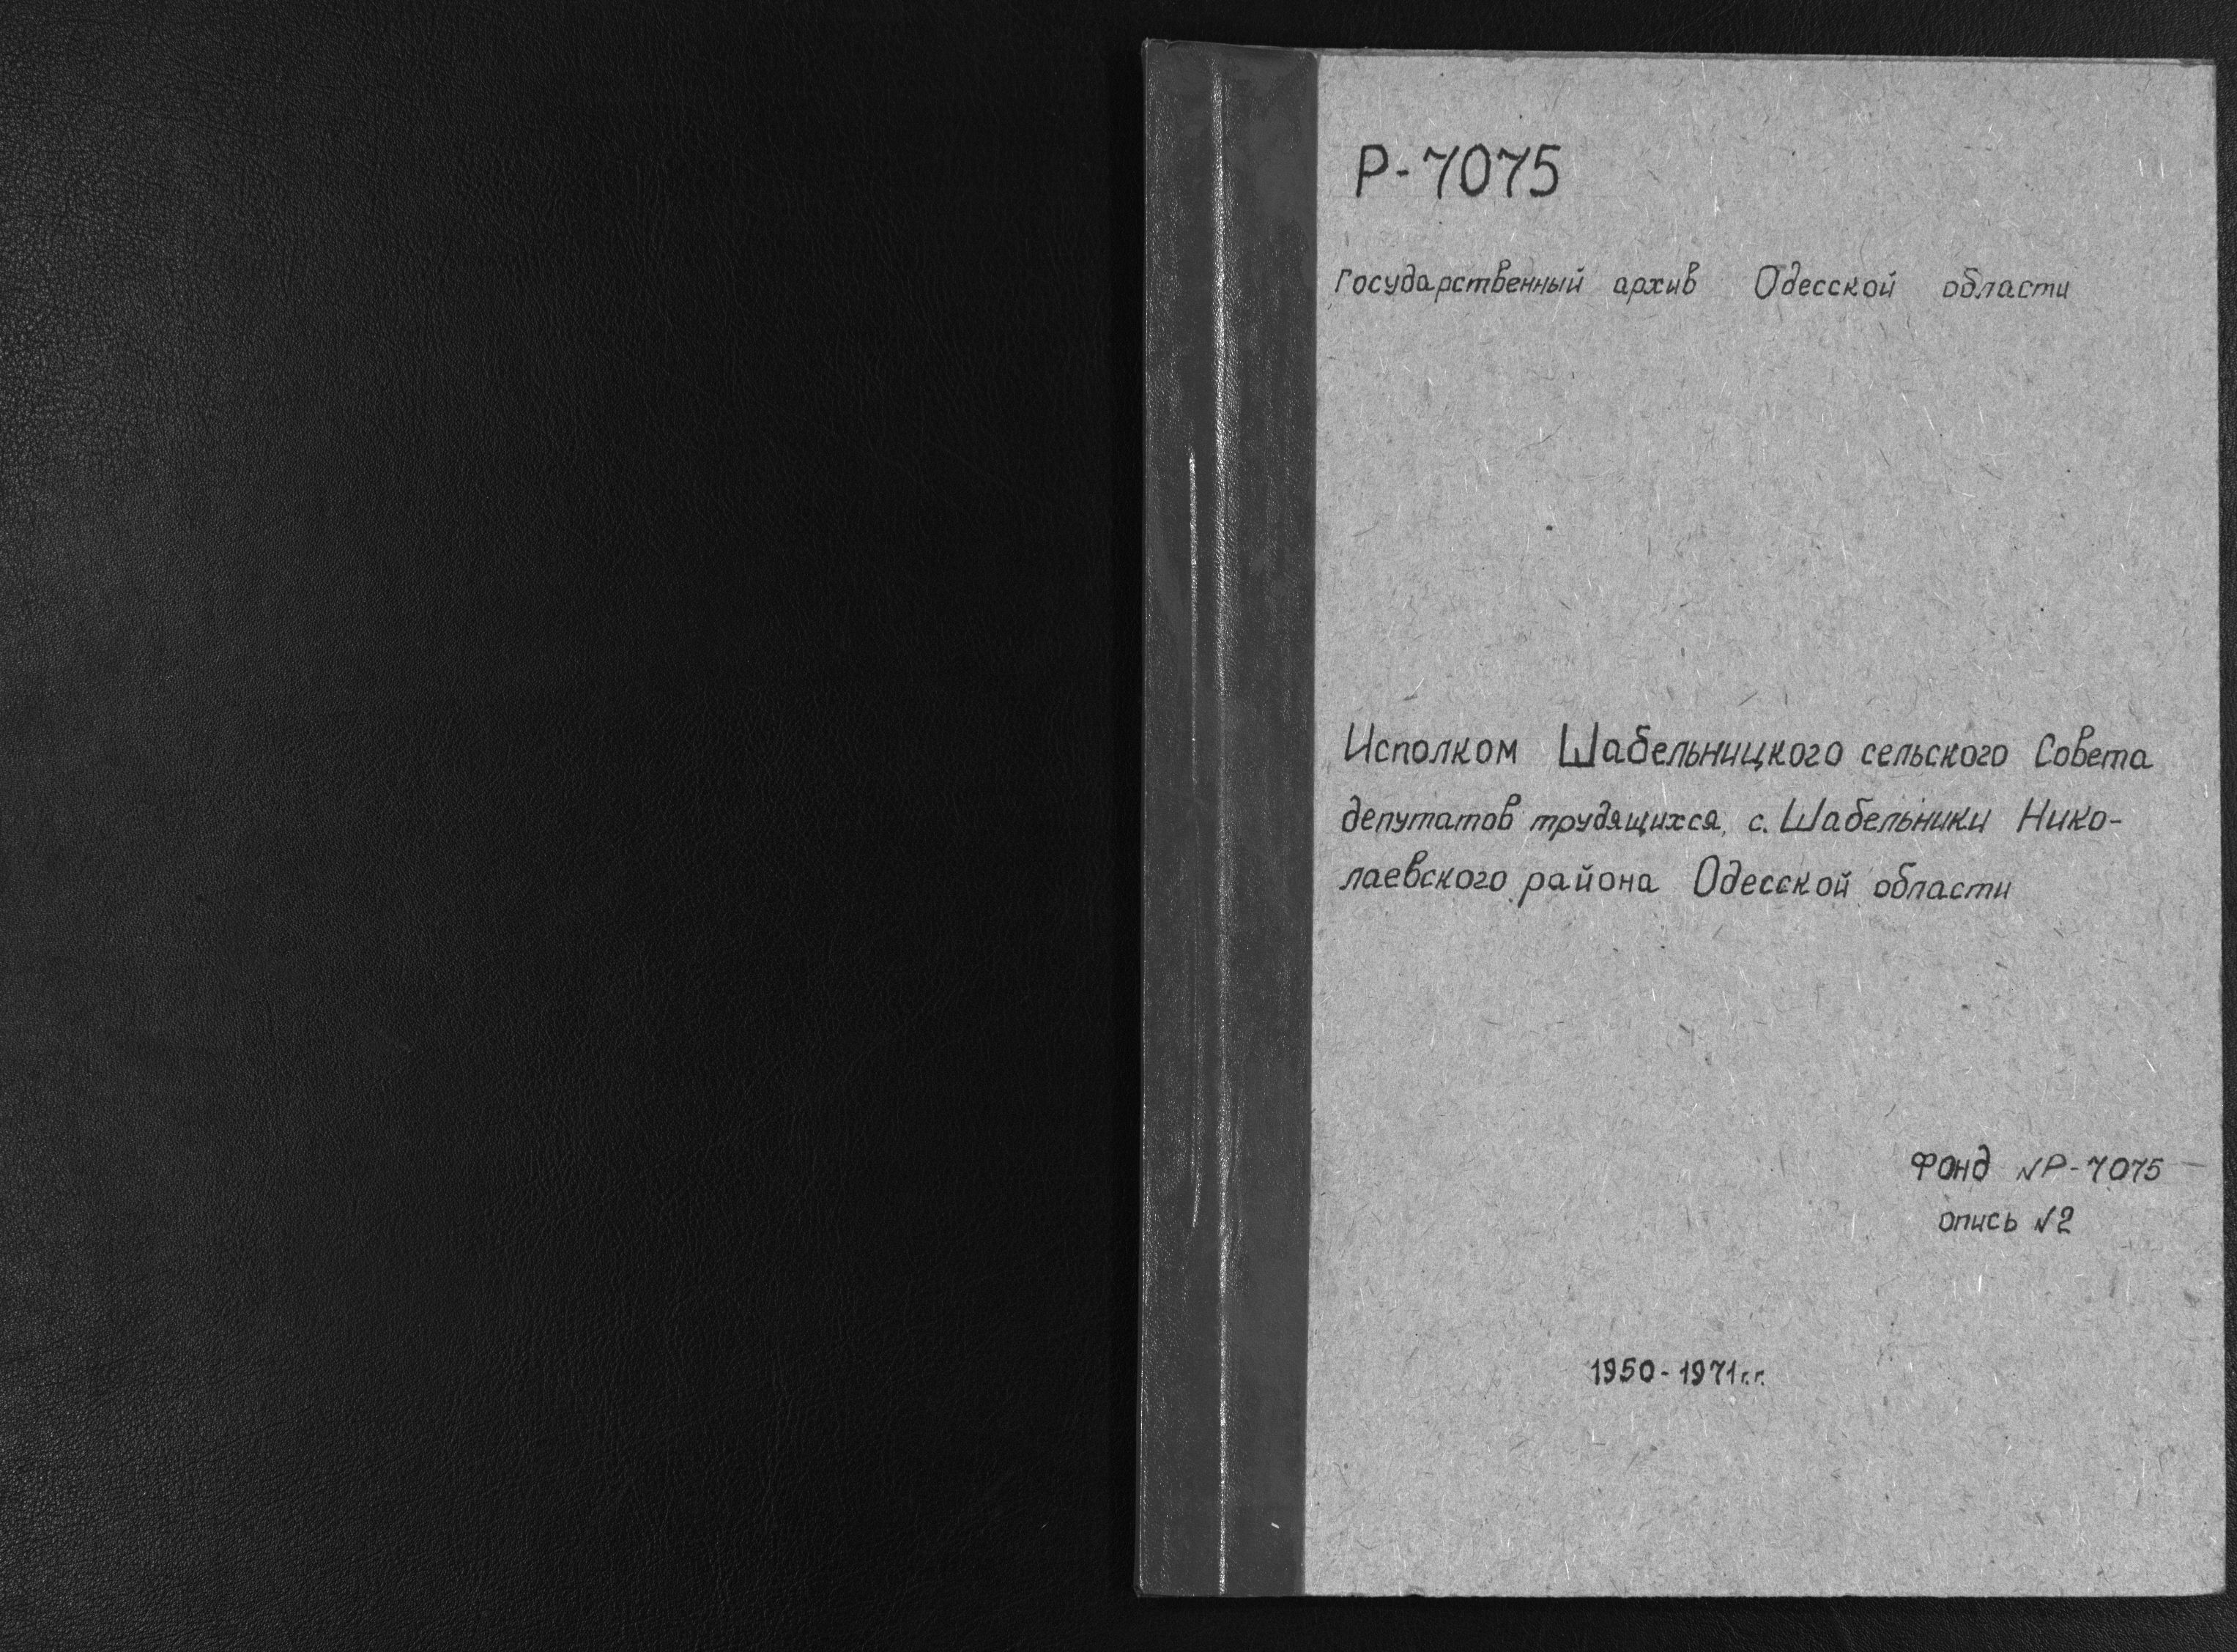 Р-7075
Государственный архив Одесской области
Исполком Шабельницкого сельского Совета
депутатов трудящихся, с. Шабельники Нико-
лаевского района Одесской области
Фонд №Р-7075
опись №2
1950-1971г.г.